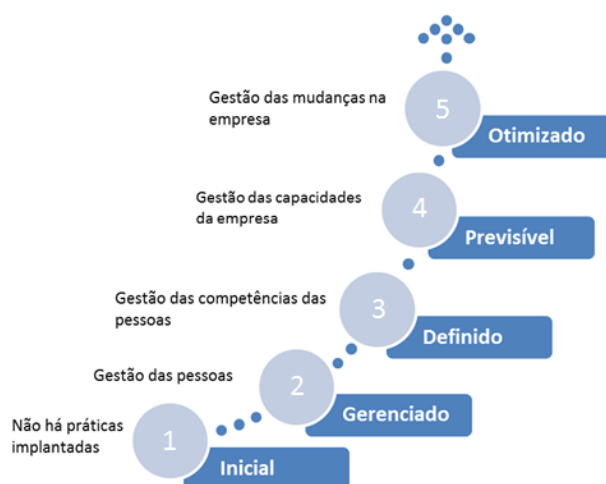 Gestão das mudanças na
empresa
5
Otimizado
Gestão das capacidades
da empresa
4
Previsível
Gestão das competências das
pessoas
3
Definido
Gestão das pessoas
2
Gerenciado
Não há práticas
implantadas
1
Inicial